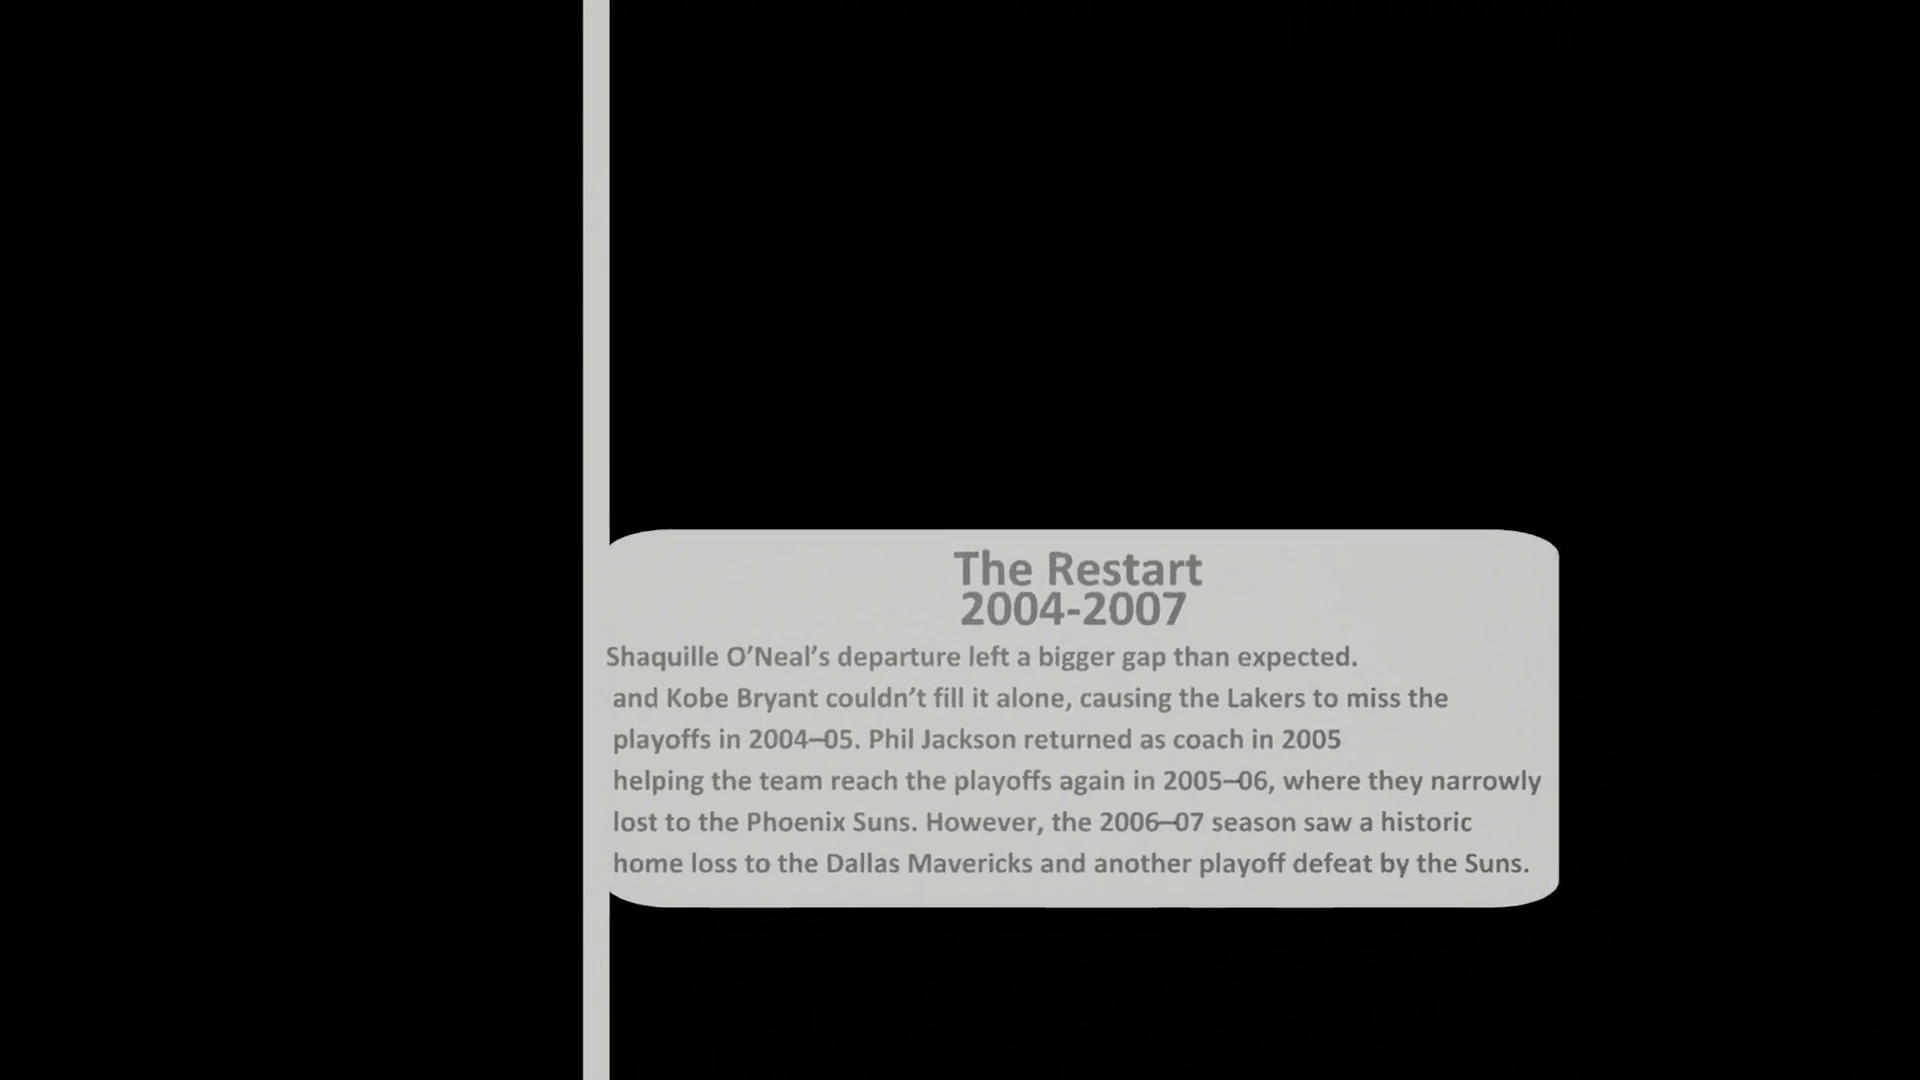 The Restart
2004-2007
Shaquille O’Neal’s departure left a bigger gap than expected.
and Kobe Bryant couldn’t fill it alone, causing the Lakers to miss the
playoffs in 2004–05. Phil Jackson returned as coach in 2005
helping the team reach the playoffs again in 2005–06, where they narrowly
lost to the Phoenix Suns. However, the 2006–07 season saw a historic
home loss to the Dallas Mavericks and another playoff defeat by the Suns.